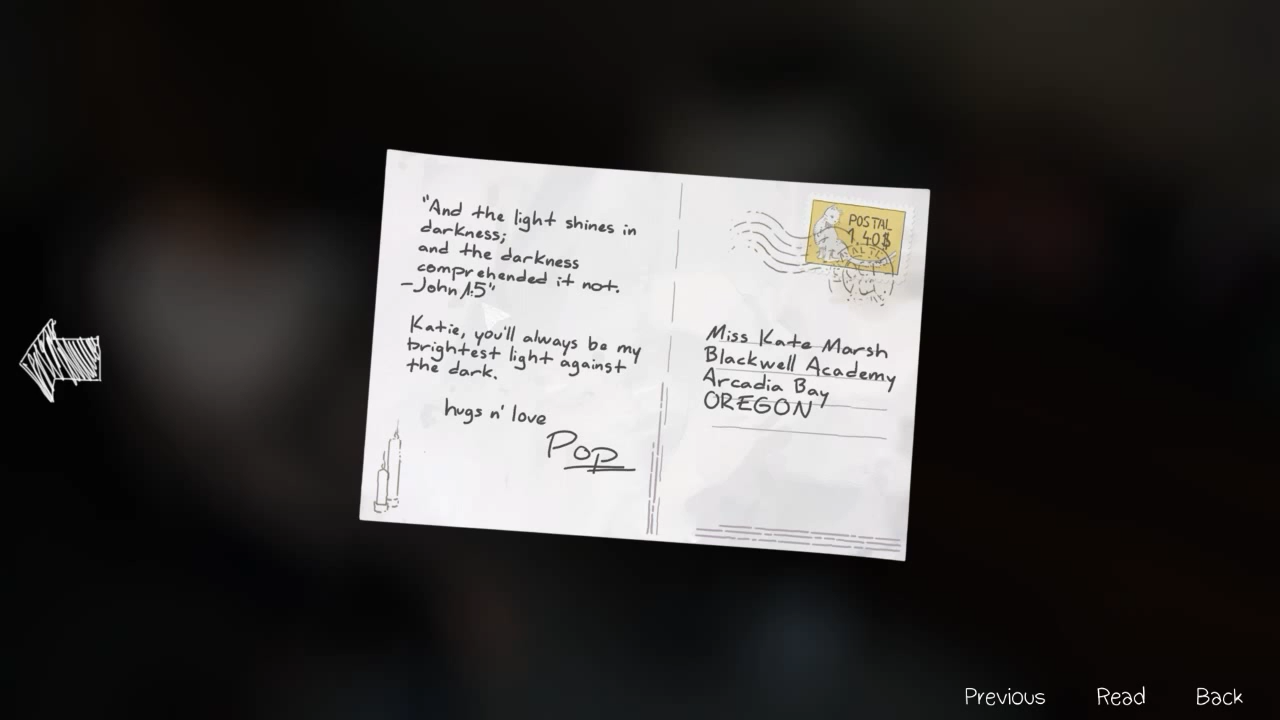 "And the light shines in
darkness;
and the darkness
comprehended it not.
-John 1:5"
Katie, you'll always be my
brightest light against
the dark.
hugs n' love
Pop
POSTAL
1.40$
Miss Kate Marsh
Blackwell Academy
Arcadia Bay
OREGON
Previous
Read
Back